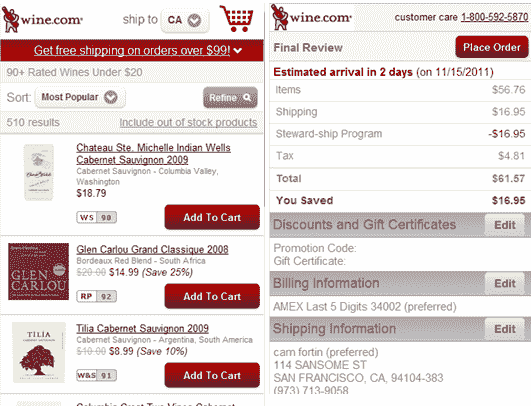 wine.com®
ship to CA
Get free shipping on orders over $99!
90+ Rated Wines Under $20
Sort: Most Popular Refine
510 results Include out of stock products
Chateau Ste. Michelle Indian Wells
Cabernet Sauvignon 2009
Cabernet Sauvignon - Columbia Valley,
Washington
$18.79
WS 90
Add To Cart
Glen Carlou Grand Classique 2008
Bordeaux Red Blend - South Africa
$20.00 $14.99 (Save 25%)
RP 92
Add To Cart
GLEN
CARLOU
Tilia Cabernet Sauvignon 2009
Cabernet Sauvignon - Argentina, South America
$10.00 $8.99 (Save 10%)
W&S 91
Add To Cart
TILIA
wine.com®
customer care 1-800-592-5870
Final Review Place Order
Estimated arrival in 2 days (on 11/15/2011)
Items $56.76
Shipping $16.95
Steward-ship Program -$16.95
Tax $4.81
Total $61.57
You Saved $16.95
Discounts and Gift Certificates Edit
Promotion Code:
Gift Certificate:
Billing Information Edit
AMEX Last 5 Digits 34002 (preferred)
Shipping Information Edit
cam fortin (preferred)
114 SANSOME ST
SAN FRANCISCO, CA, 94104-383
(973) 713-9058